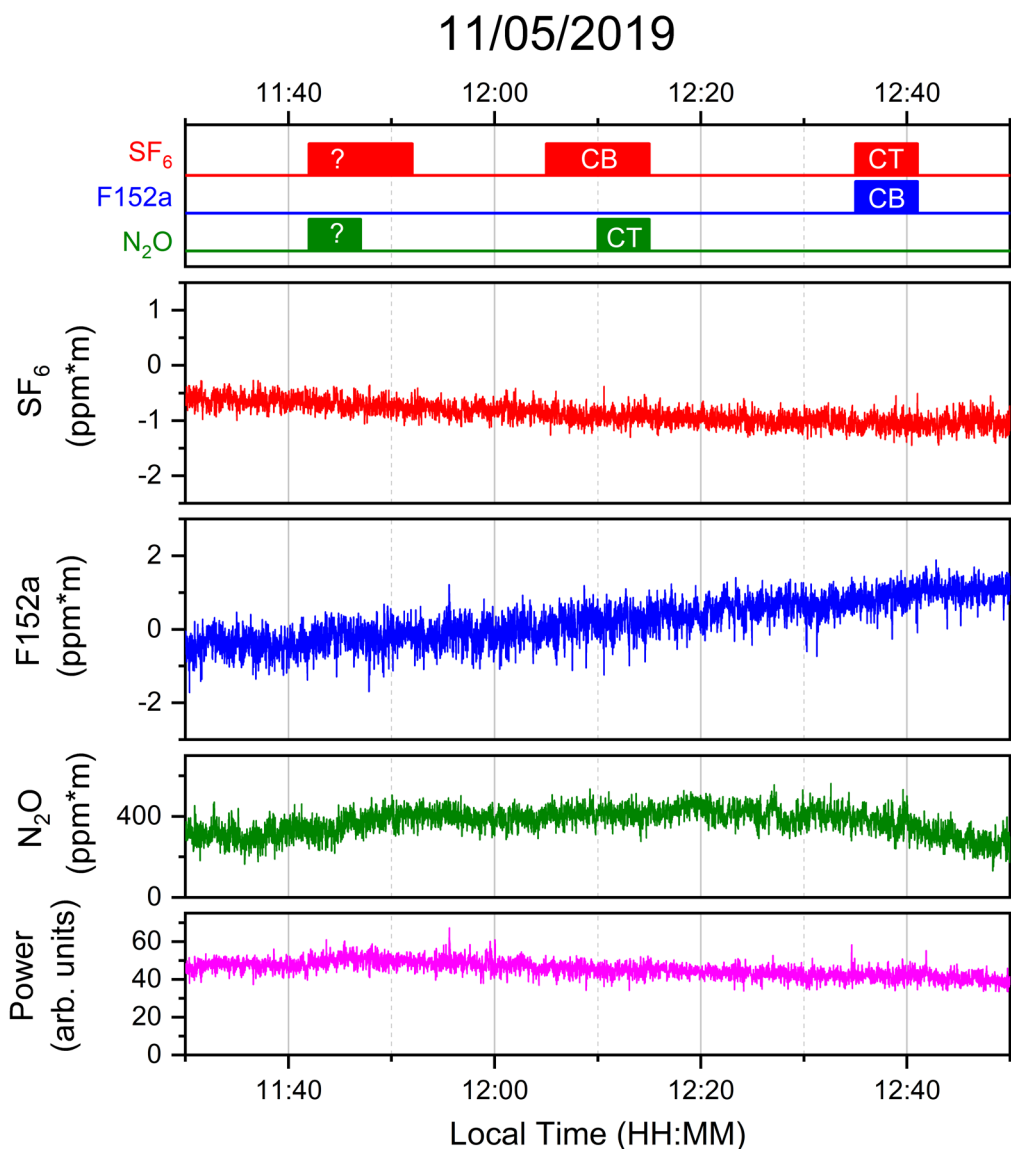 11/05/2019
11:40 12:00 12:20 12:40
SF₆ ? CB CT
F152a CB
N₂O ? CT
SF₆ (ppm*m)
1
0
-1
-2
F152a (ppm*m)
2
0
-2
N₂O (ppm*m)
400
0
Power (arb. units)
60
40
20
0
11:40 12:00 12:20 12:40
Local Time (HH:MM)